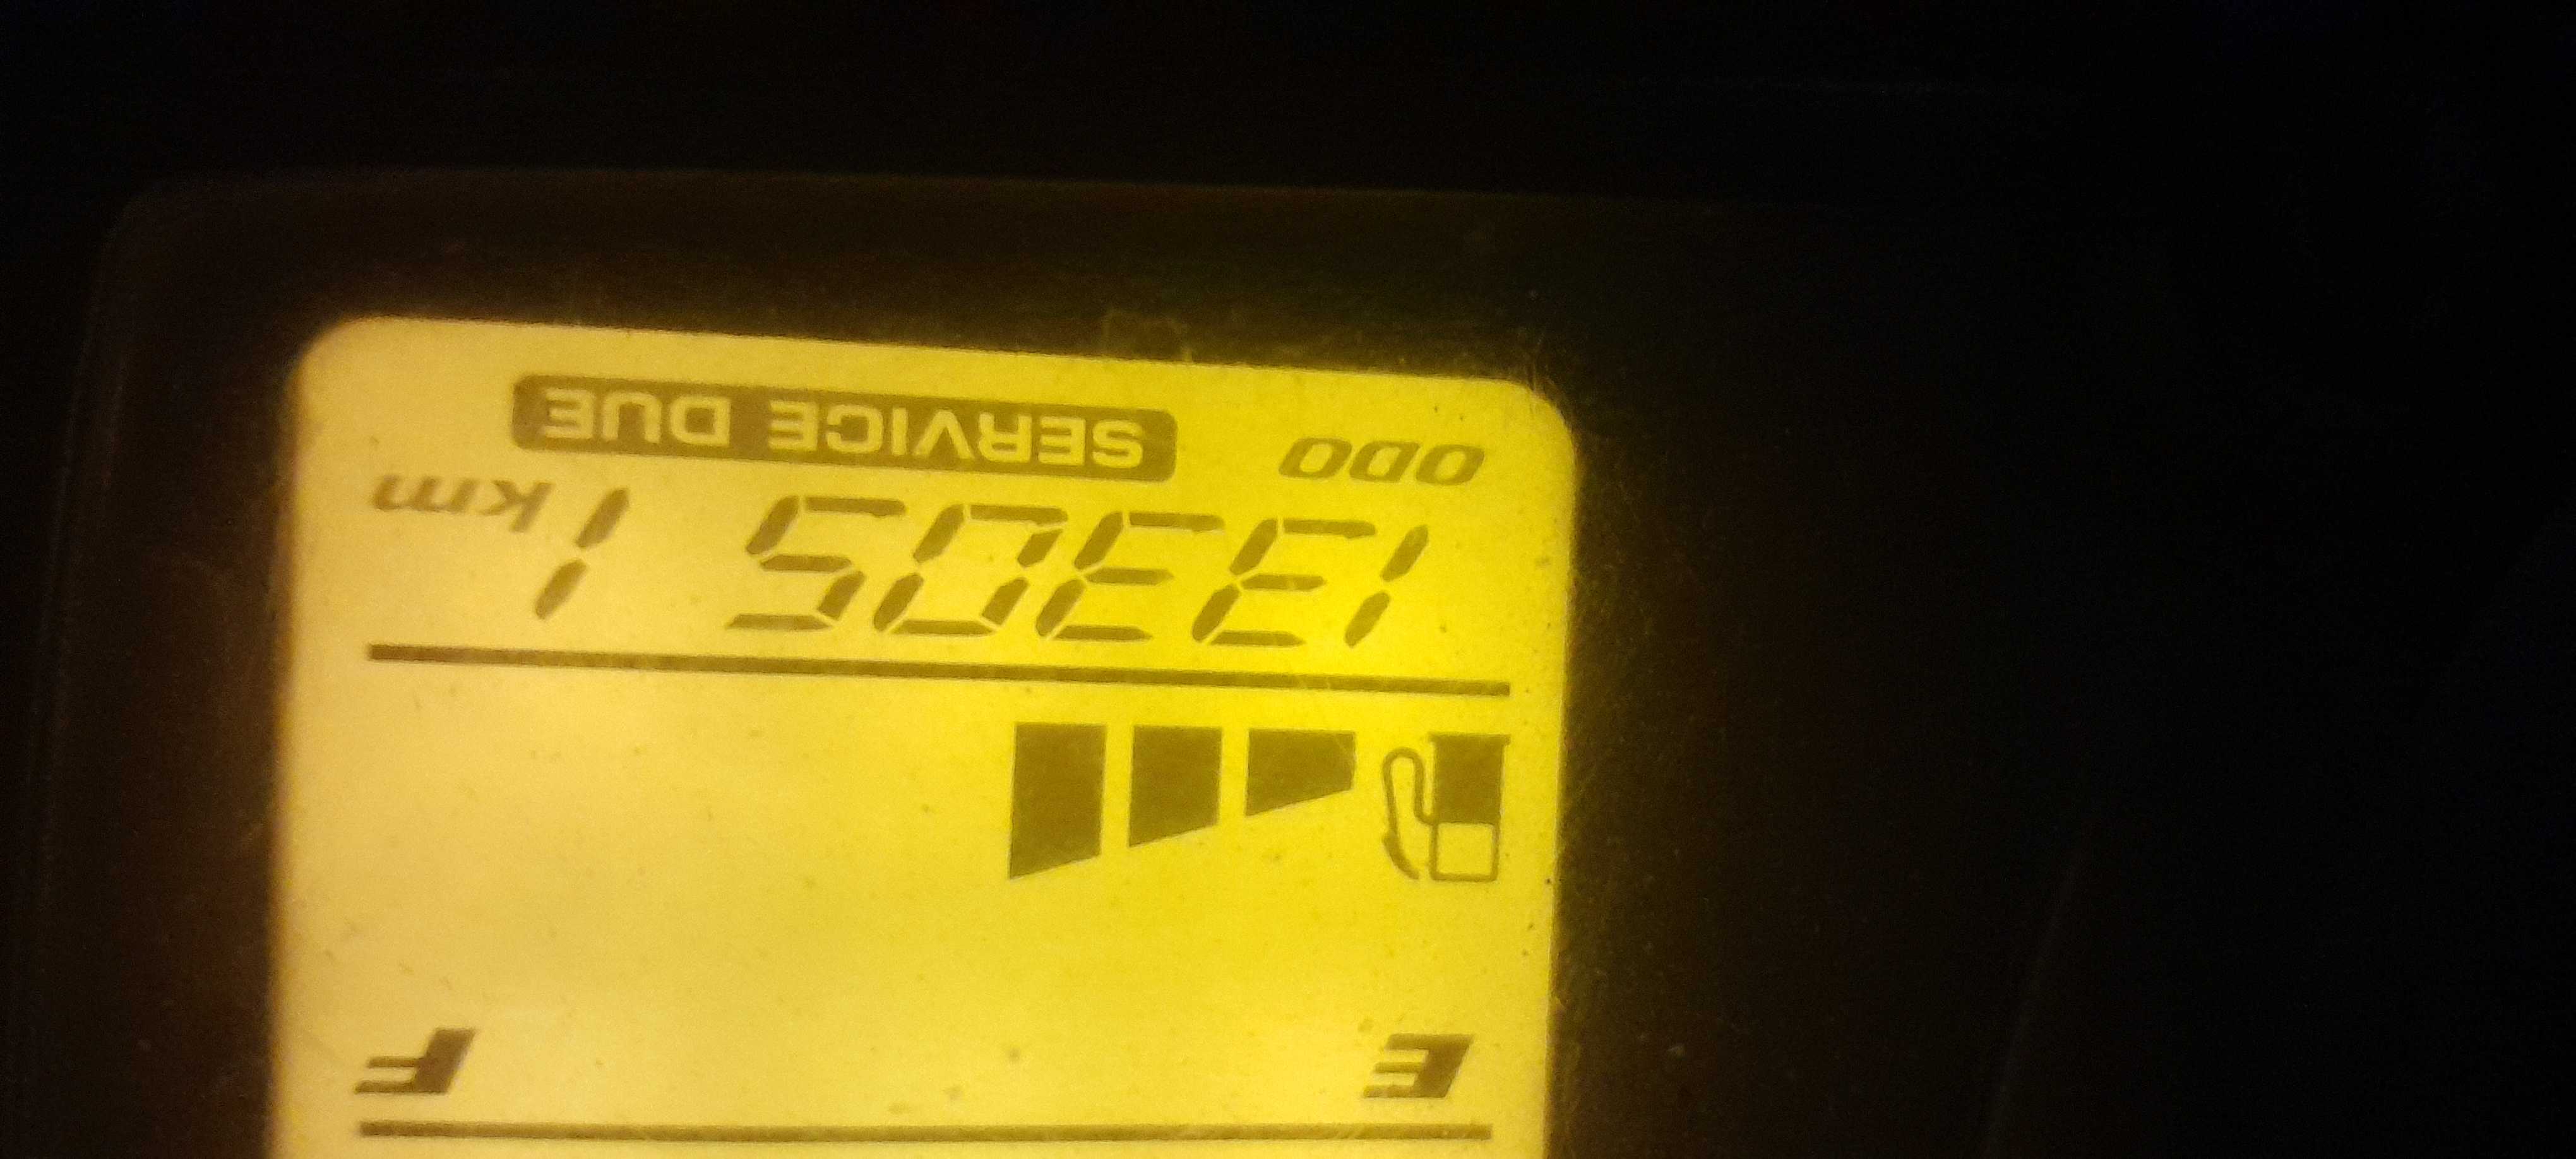 E F
13305 1 km
ODO SERVICE DUE